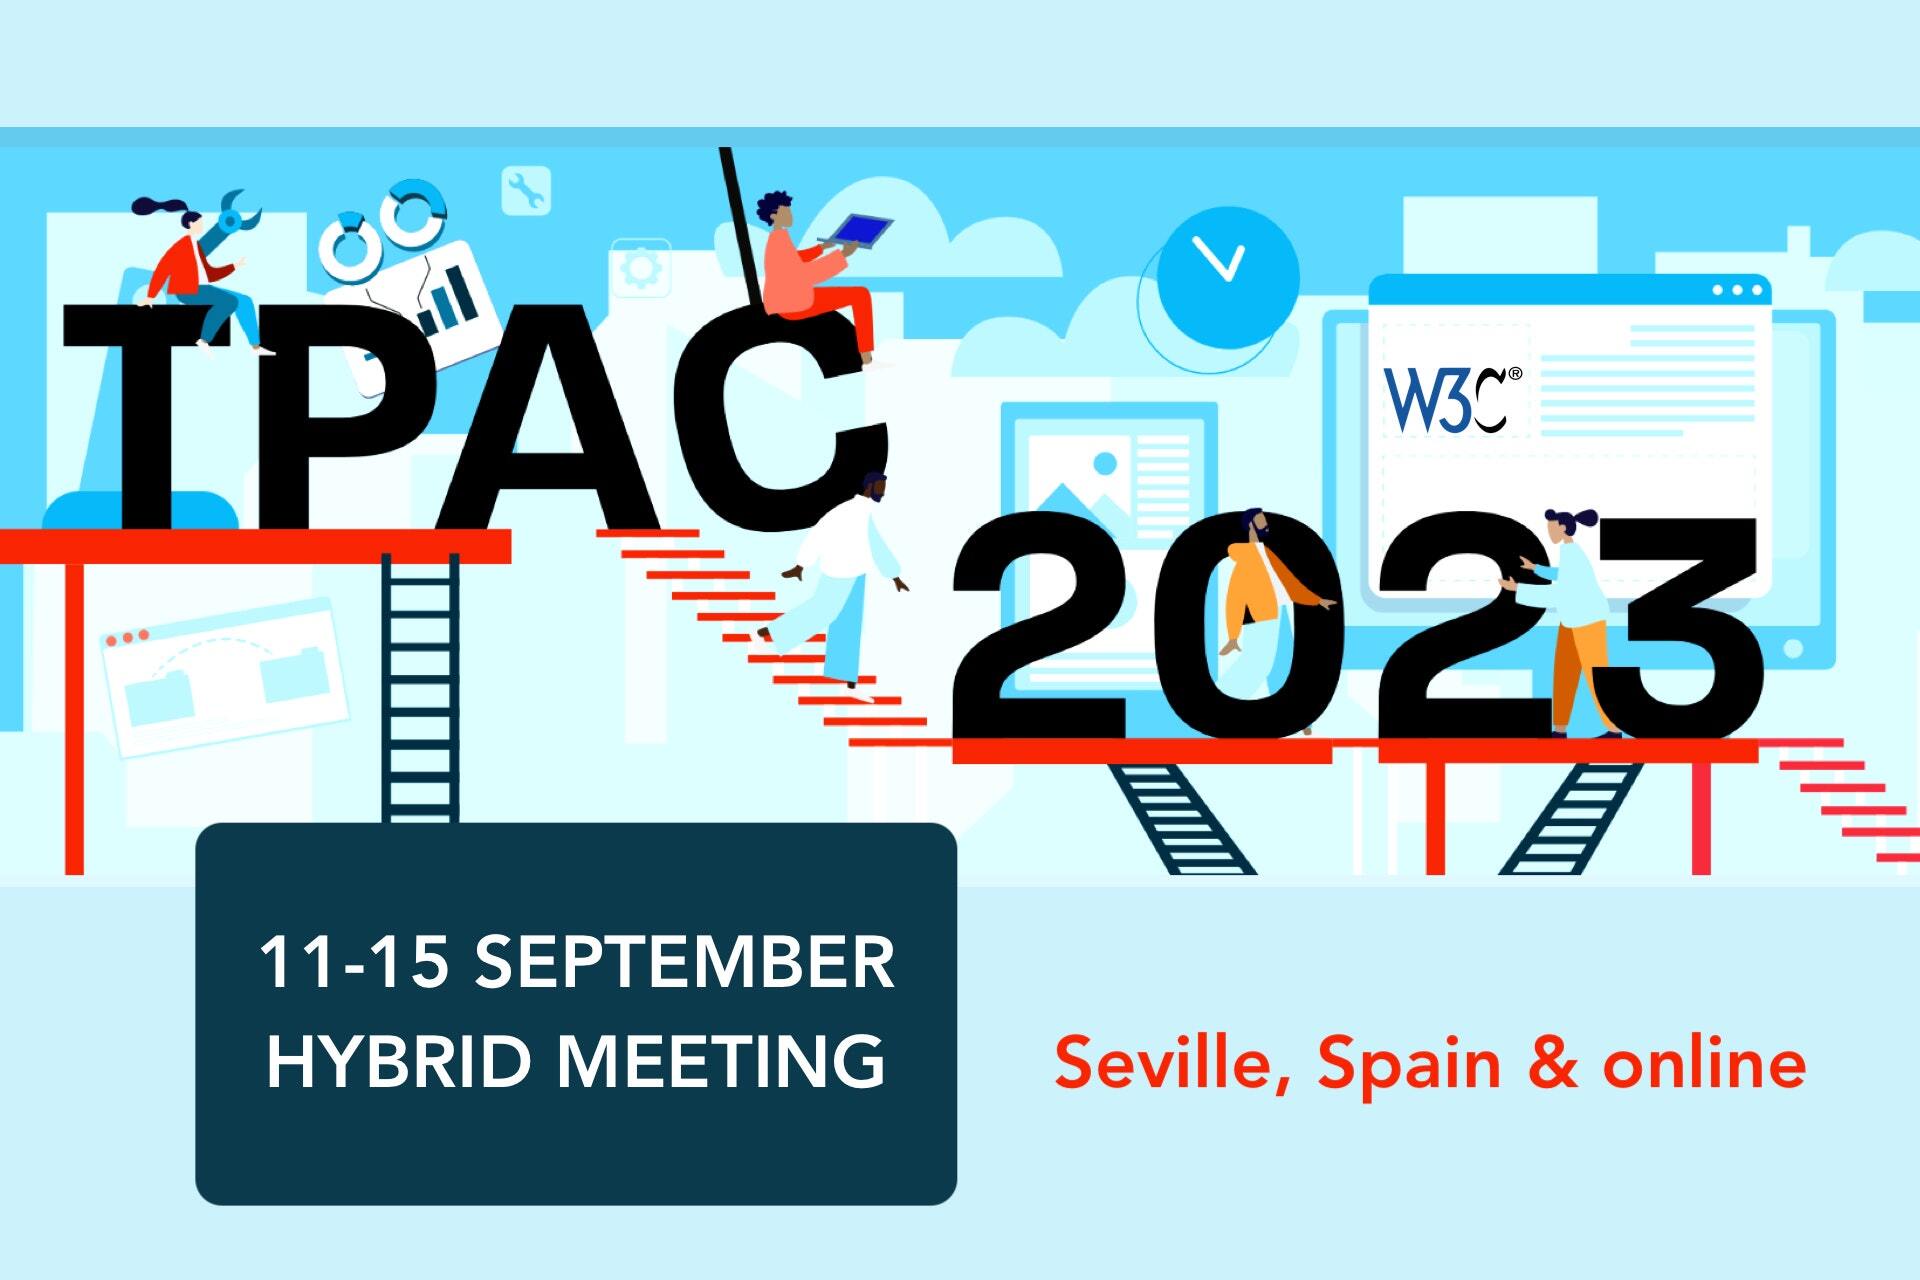 TPAC
W3C®
2023
11-15 SEPTEMBER
HYBRID MEETING
Seville, Spain & online